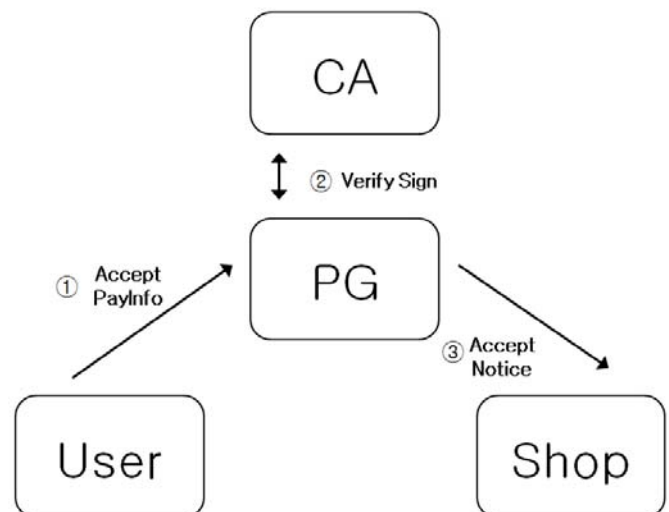 CA
② Verify Sign
PG
① Accept
PayInfo
③ Accept
Notice
User
Shop